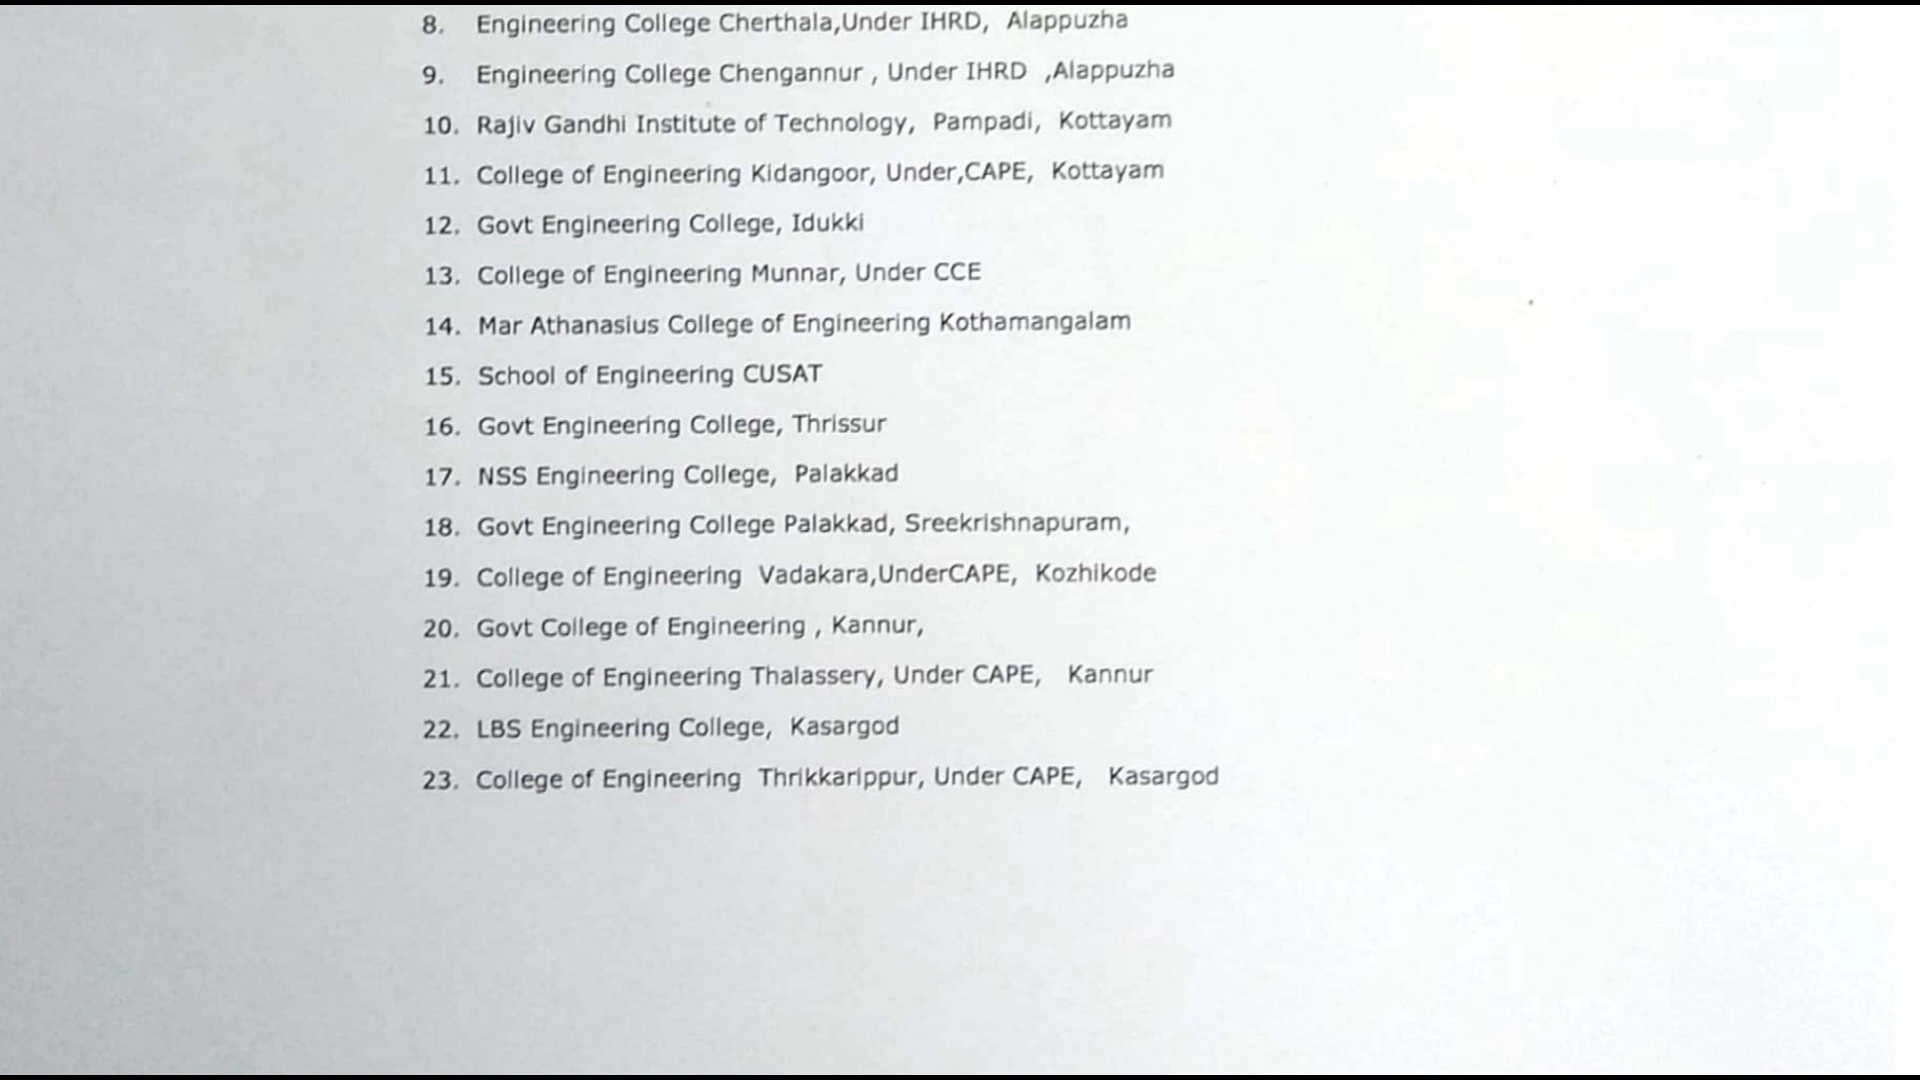 8. Engineering College Cherthala,Under IHRD, Alappuzha
9. Engineering College Chengannur , Under IHRD ,Alappuzha
10. Rajiv Gandhi Institute of Technology, Pampadi, Kottayam
11. College of Engineering Kidangoor, Under,CAPE, Kottayam
12. Govt Engineering College, Idukki
13. College of Engineering Munnar, Under CCE
14. Mar Athanasius College of Engineering Kothamangalam
15. School of Engineering CUSAT
16. Govt Engineering College, Thrissur
17. NSS Engineering College, Palakkad
18. Govt Engineering College Palakkad, Sreekrishnapuram,
19. College of Engineering Vadakara,UnderCAPE, Kozhikode
20. Govt College of Engineering , Kannur,
21. College of Engineering Thalassery, Under CAPE, Kannur
22. LBS Engineering College, Kasargod
23. College of Engineering Thrikkarippur, Under CAPE, Kasargod